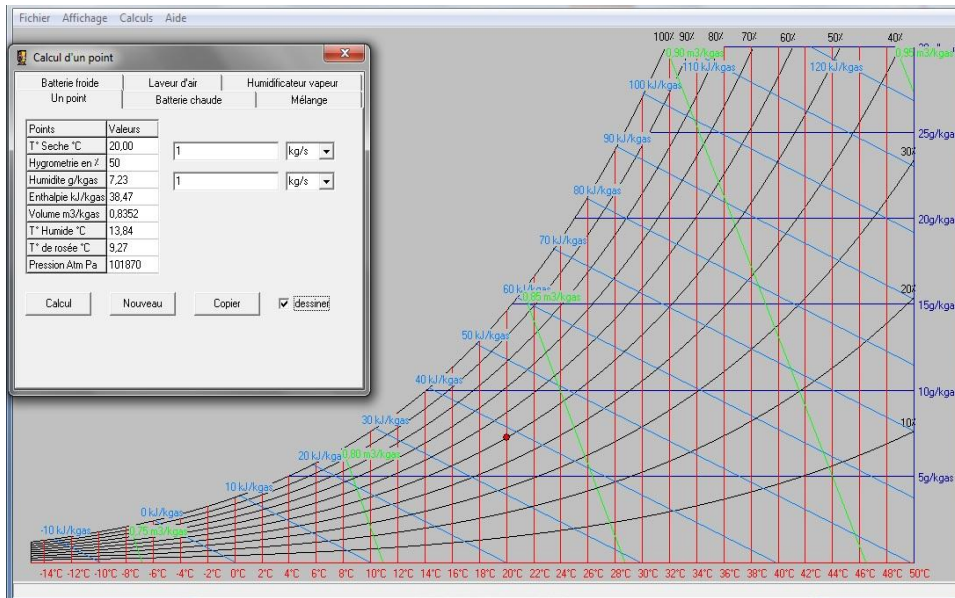 Fichier Affichage Calculs Aide
Calcul d'un point
Batterie froide Laveur d'air Humidificateur vapeur
Un point Batterie chaude Mélange
Points Valeurs
T° Seche °C 20,00
Hygrometrie en % 50
Humidite g/kgas 7,23
Enthalpie kJ/kgas 38,47
Volume m3/kgas 0,8352
T° Humide °C 13,84
T° de rosée °C 9,27
Pression Atm Pa 101870
1 kg/s
1 kg/s
Calcul Nouveau Copier dessiner
100% 90% 80% 70% 60% 50% 40%
0,90 m3/kgas 0,95 m3/kgas
110 kJ/kgas 120 kJ/kgas
100 kJ/kgas
25g/kgas
90 kJ/kgas
30%
80 kJ/kgas
20g/kgas
70 kJ/kgas
60 kJ/kgas
20%
0,85 m3/kgas
15g/kgas
50 kJ/kgas
40 kJ/kgas
10g/kgas
30 kJ/kgas
10%
20 kJ/kgas 0,80 m3/kgas
5g/kgas
10 kJ/kgas
0 kJ/kgas
-10 kJ/kgas 0,75 m3/kgas
-14°C -12°C -10°C -8°C -6°C -4°C -2°C 0°C 2°C 4°C 6°C 8°C 10°C 12°C 14°C 16°C 18°C 20°C 22°C 24°C 26°C 28°C 30°C 32°C 34°C 36°C 38°C 40°C 42°C 44°C 46°C 48°C 50°C